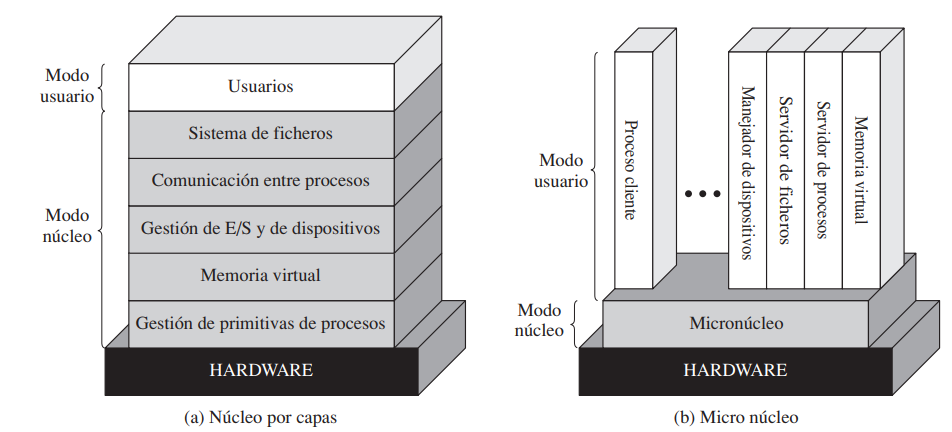 Modo
usuario
Usuarios
Sistema de ficheros
Comunicación entre procesos
Modo
núcleo
Gestión de E/S y de dispositivos
Memoria virtual
Gestión de primitivas de procesos
HARDWARE
(a) Núcleo por capas
Modo
usuario
Proceso cliente
Manejador de dispositivos
Servidor de ficheros
Servidor de procesos
Memoria virtual
Modo
núcleo
Micronúcleo
HARDWARE
(b) Micro núcleo